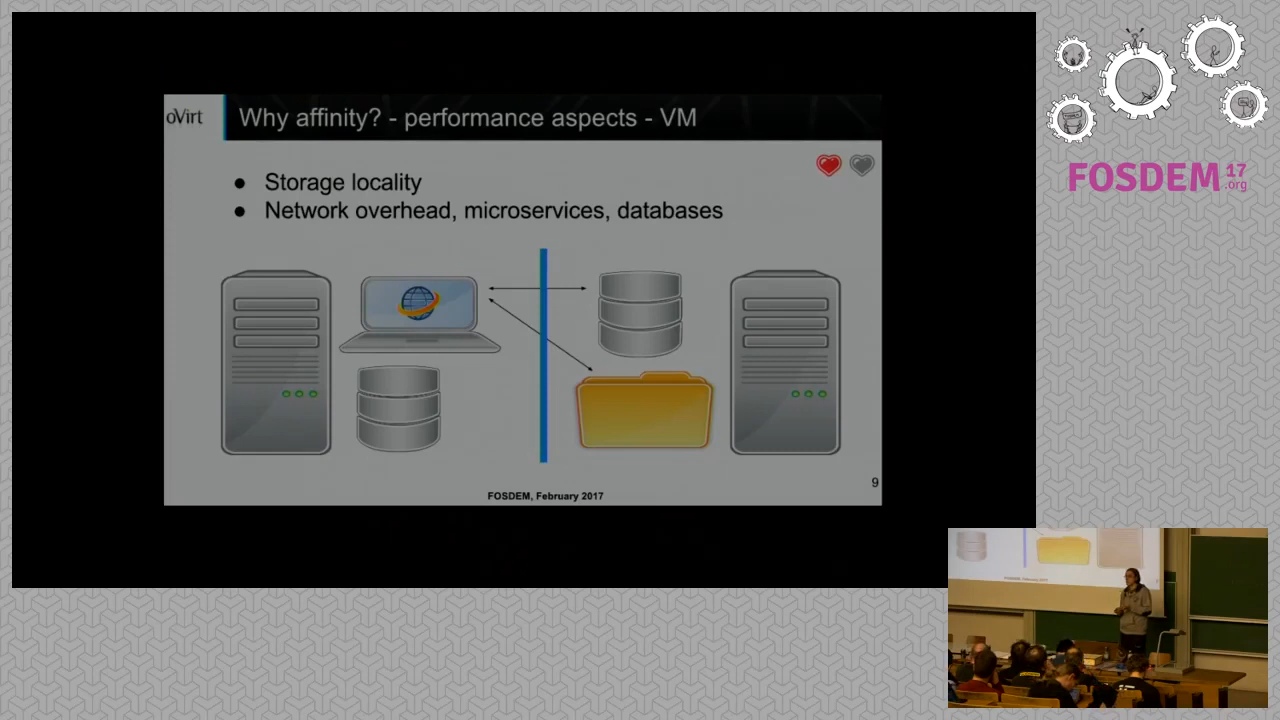 oVirt
Why affinity? - performance aspects - VM
● Storage locality
● Network overhead, microservices, databases
9
FOSDEM, February 2017
FOSDEM 17
.org